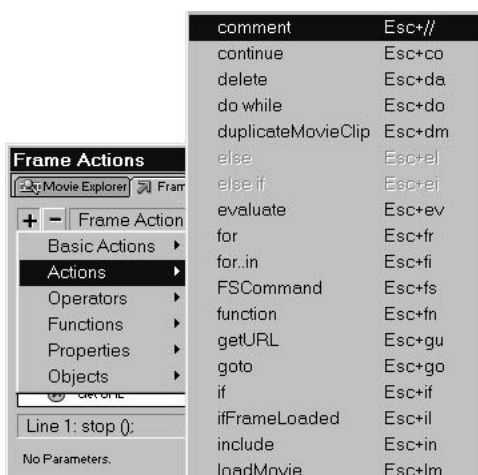 comment Esc+//
continue Esc+co
delete Esc+da
do while Esc+do
duplicateMovieClip Esc+dm
else Esc+el
else if Esc+ei
evaluate Esc+ev
for Esc+fr
for..in Esc+fi
FSCommand Esc+fs
function Esc+fn
getURL Esc+gu
goto Esc+go
if Esc+if
ifFrameLoaded Esc+il
include Esc+in
loadMovie Esc+lm
Frame Actions
Movie Explorer Fram
+ - Frame Action
Basic Actions
Actions
Operators
Functions
Properties
Objects
Line 1: stop ();
No Parameters.